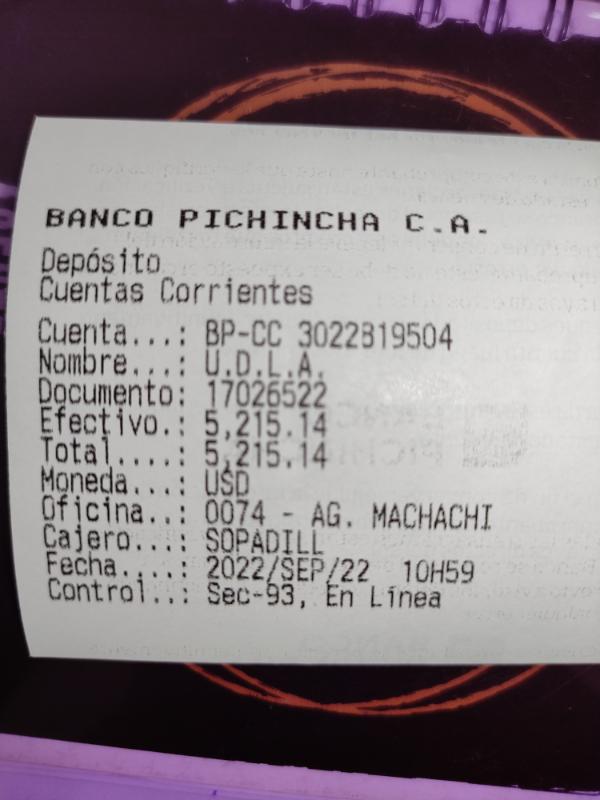 BANCO PICHINCHA C.A.
Depósito
Cuentas Corrientes
Cuenta...: BP-CC 3022819504
Nombre...: U.D.L.A.
Documento: 17026522
Efectivo.: 5,215.14
Total....: 5,215.14
Moneda...: USD
Oficina..: 0074 - AG. MACHACHI
Cajero...: SOPADILL
Fecha....: 2022/SEP/22 10H59
Control..: Sec-93, En Línea